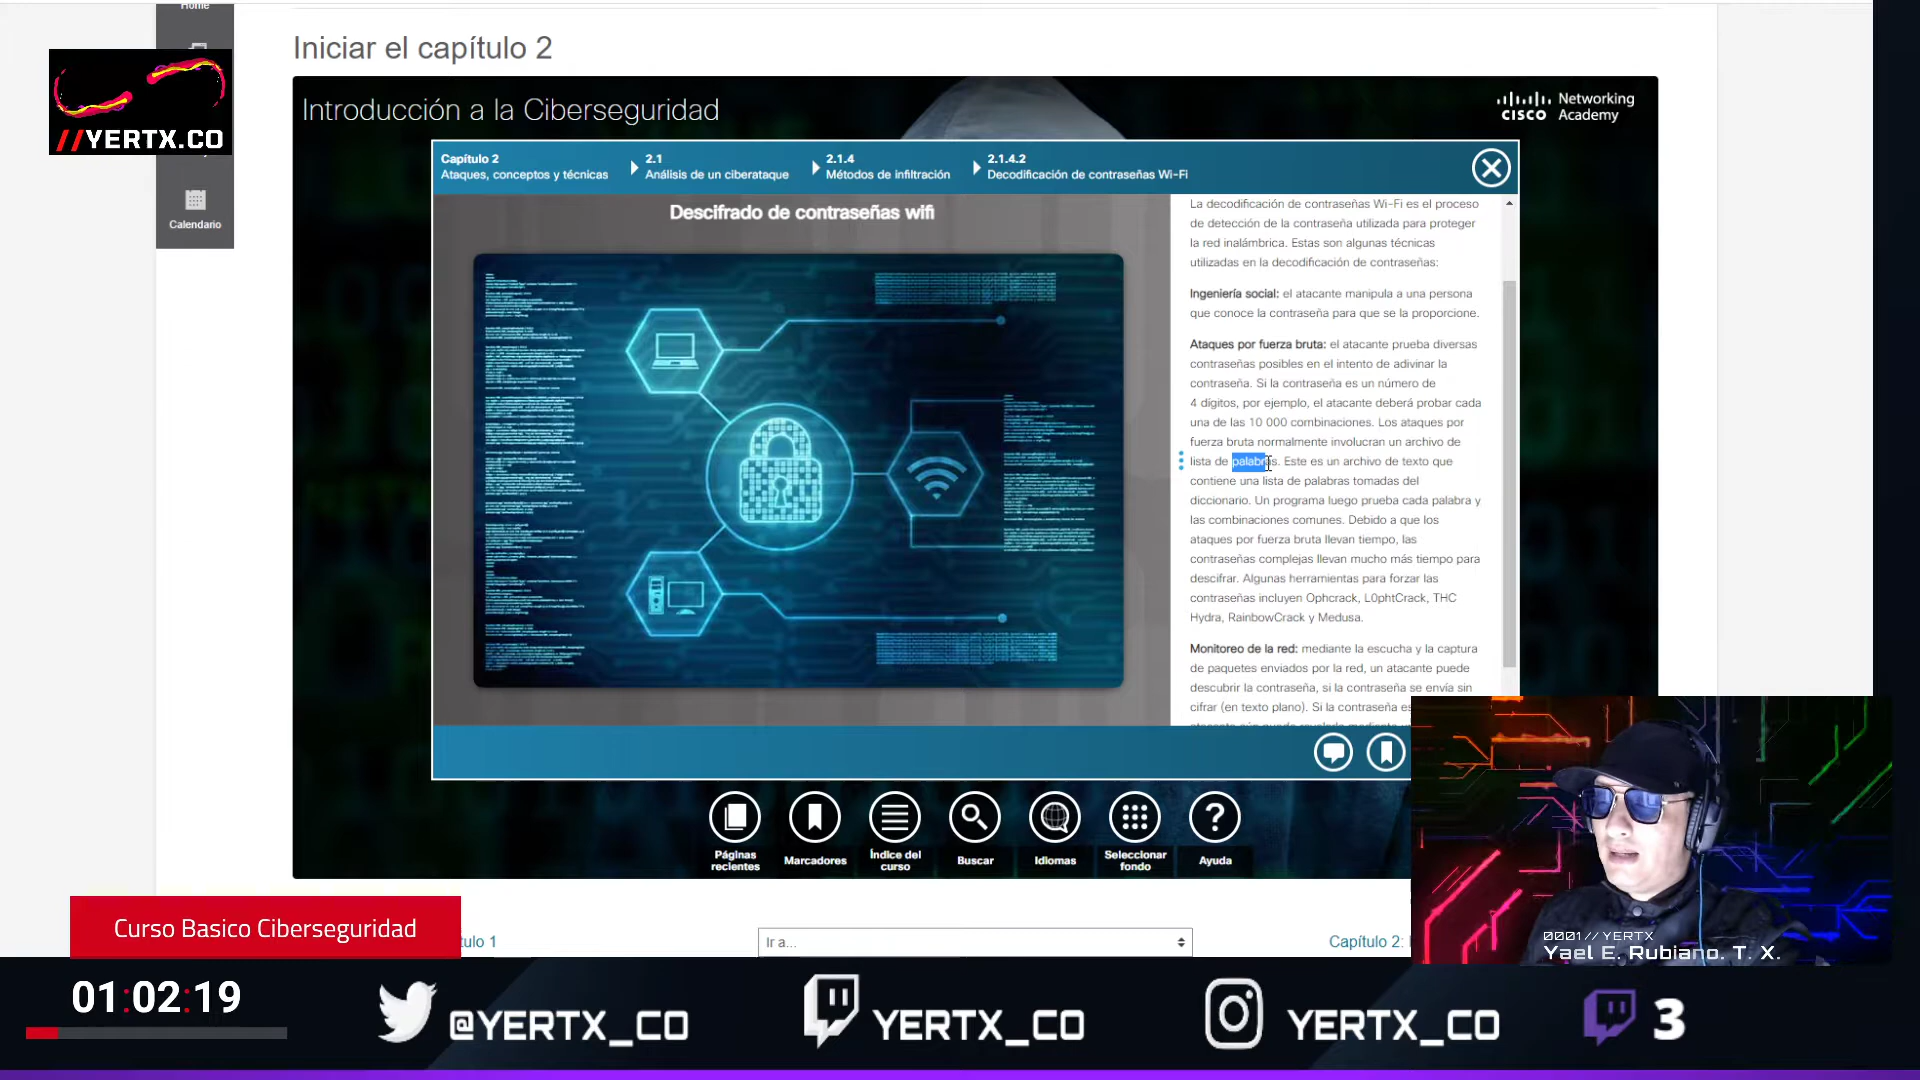 Home
Iniciar el capítulo 2
//YERTX.CO
Calendario
Introducción a la Ciberseguridad
CISCO Networking Academy
Capítulo 2
Ataques, conceptos y técnicas
2.1
Análisis de un ciberataque
2.1.4
Métodos de infiltración
2.1.4.2
Decodificación de contraseñas Wi-Fi
Descifrado de contraseñas wifi
La decodificación de contraseñas Wi-Fi es el proceso
de detección de la contraseña utilizada para proteger
la red inalámbrica. Estas son algunas técnicas
utilizadas en la decodificación de contraseñas:
Ingeniería social: el atacante manipula a una persona
que conoce la contraseña para que se la proporcione.
Ataques por fuerza bruta: el atacante prueba diversas
contraseñas posibles en el intento de adivinar la
contraseña. Si la contraseña es un número de
4 dígitos, por ejemplo, el atacante deberá probar cada
una de las 10 000 combinaciones. Los ataques por
fuerza bruta normalmente involucran un archivo de
lista de palabras. Este es un archivo de texto que
contiene una lista de palabras tomadas del
diccionario. Un programa luego prueba cada palabra y
las combinaciones comunes. Debido a que los
ataques por fuerza bruta llevan tiempo, las
contraseñas complejas llevan mucho más tiempo para
descifrar. Algunas herramientas para forzar las
contraseñas incluyen Ophcrack, L0phtCrack, THC
Hydra, RainbowCrack y Medusa.
Monitoreo de la red: mediante la escucha y la captura
de paquetes enviados por la red, un atacante puede
descubrir la contraseña, si la contraseña se envía sin
cifrar (en texto plano). Si la contraseña
Páginas recientes
Marcadores
Índice del curso
Buscar
Idiomas
Seleccionar fondo
Ayuda
Curso Basico Ciberseguridad
tulo 1
Ir a...
Capítulo 2:
0001 // YERTX
Yael E. Rubiano. T. X.
01:02:19
@YERTX_CO
YERTX_CO
YERTX_CO
3